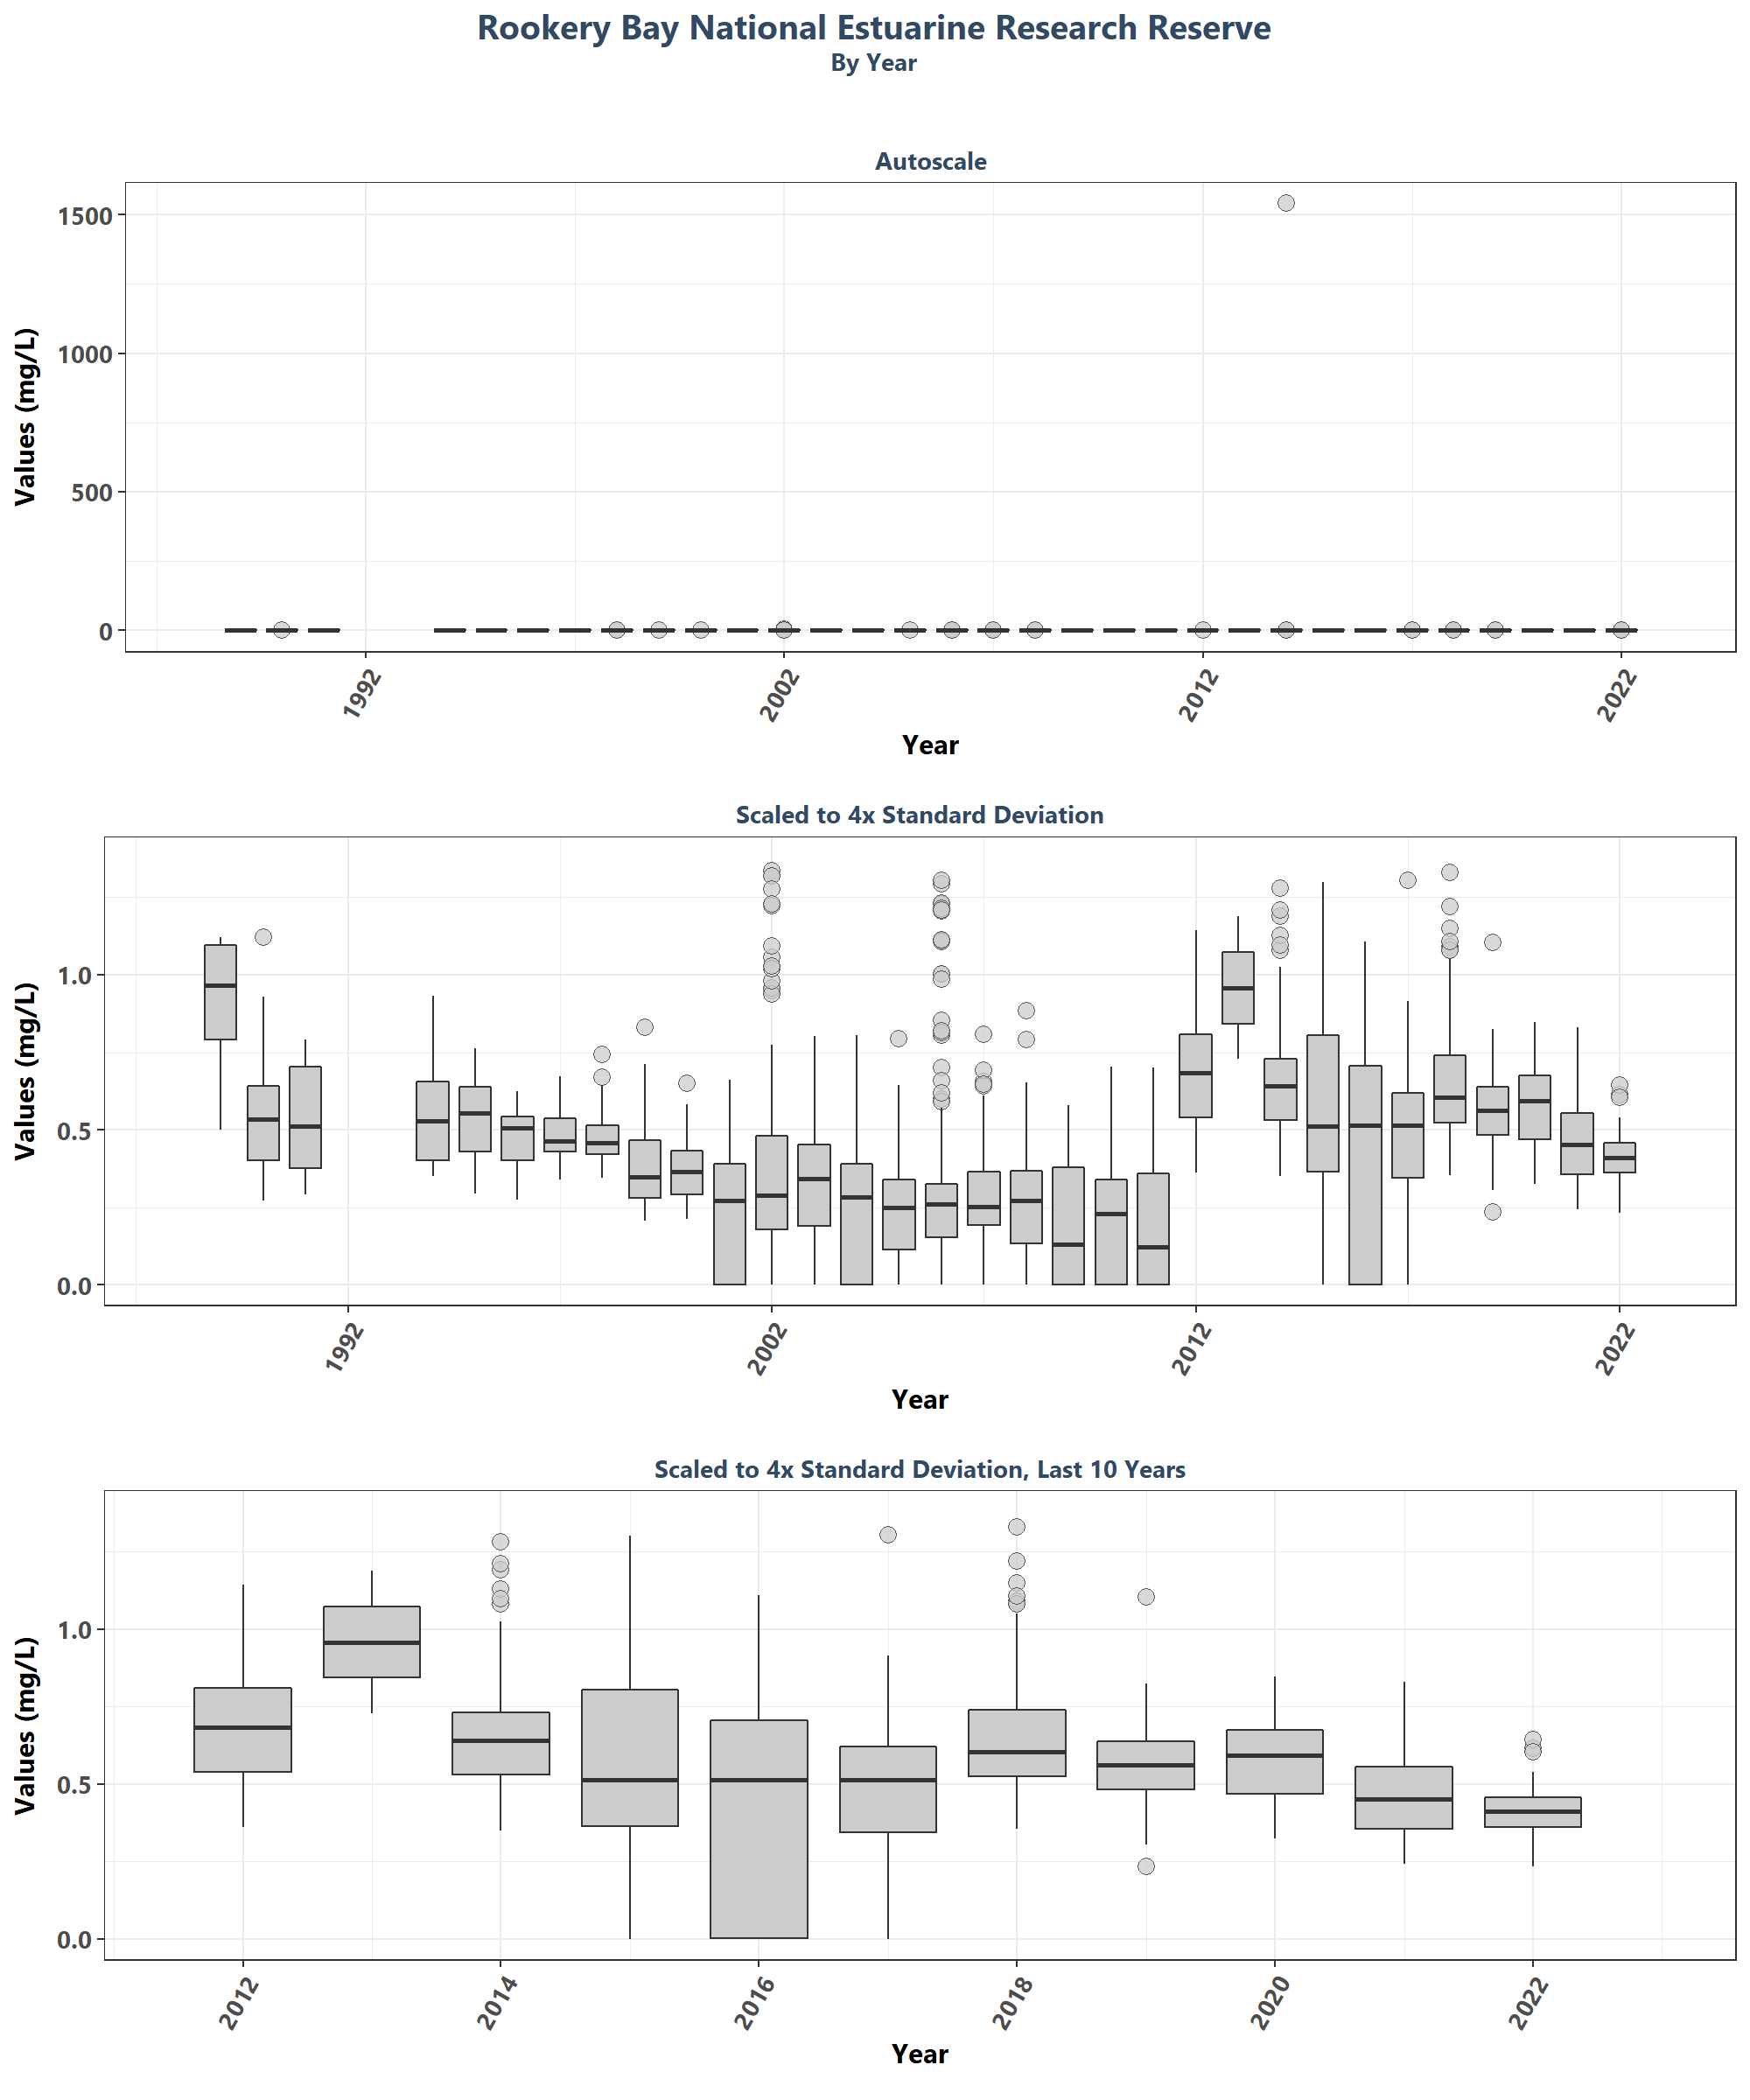 Rookery Bay National Estuarine Research Reserve
By Year
Autoscale
Values (mg/L)
1500
1000
500
0
1992
2002
2012
2022
Year
Scaled to 4x Standard Deviation
Values (mg/L)
1.0
0.5
0.0
1992
2002
2012
2022
Year
Scaled to 4x Standard Deviation, Last 10 Years
Values (mg/L)
1.0
0.5
0.0
2012
2014
2016
2018
2020
2022
Year